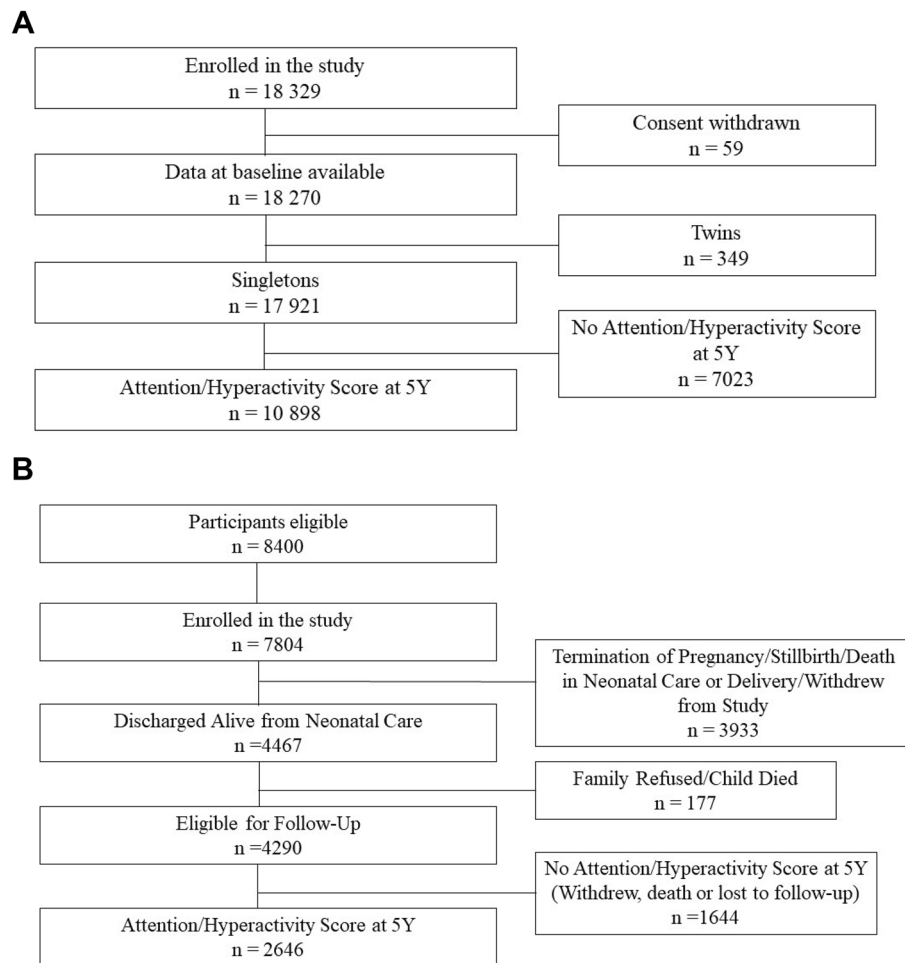 A
Enrolled in the study
n = 18 329
Consent withdrawn
n = 59
Data at baseline available
n = 18 270
Twins
n = 349
Singletons
n = 17 921
No Attention/Hyperactivity Score
at 5Y
n = 7023
Attention/Hyperactivity Score at 5Y
n = 10 898
B
Participants eligible
n = 8400
Enrolled in the study
n = 7804
Termination of Pregnancy/Stillbirth/Death
in Neonatal Care or Delivery/Withdrew
from Study
n = 3933
Discharged Alive from Neonatal Care
n =4467
Family Refused/Child Died
n = 177
Eligible for Follow-Up
n =4290
No Attention/Hyperactivity Score at 5Y
(Withdrew, death or lost to follow-up)
n =1644
Attention/Hyperactivity Score at 5Y
n = 2646